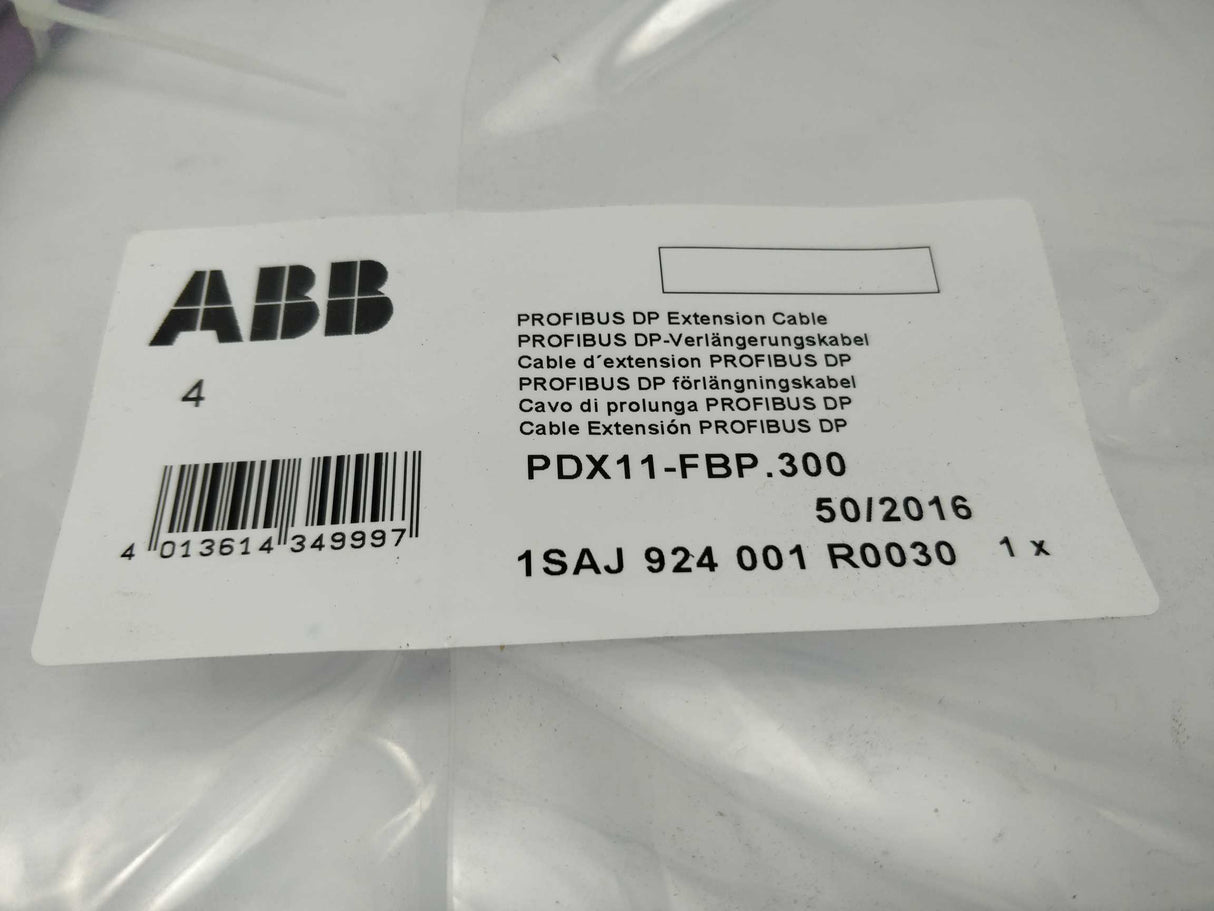 ABB
4
4 013614 349997
PROFIBUS DP Extension Cable
PROFIBUS DP-Verlängerungskabel
Cable d´extension PROFIBUS DP
PROFIBUS DP förlängningskabel
Cavo di prolunga PROFIBUS DP
Cable Extensión PROFIBUS DP
PDX11-FBP.300
50/2016
1SAJ 924 001 R0030 1 x